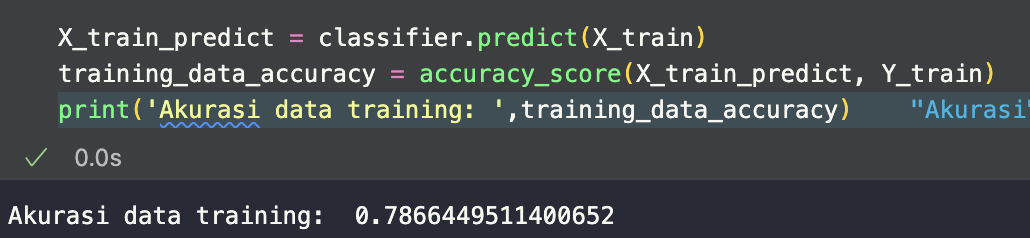 X_train_predict = classifier.predict(X_train)
training_data_accuracy = accuracy_score(X_train_predict, Y_train)
print('Akurasi data training: ',training_data_accuracy) "Akurasi"
0.0s
Akurasi data training:  0.7866449511400652